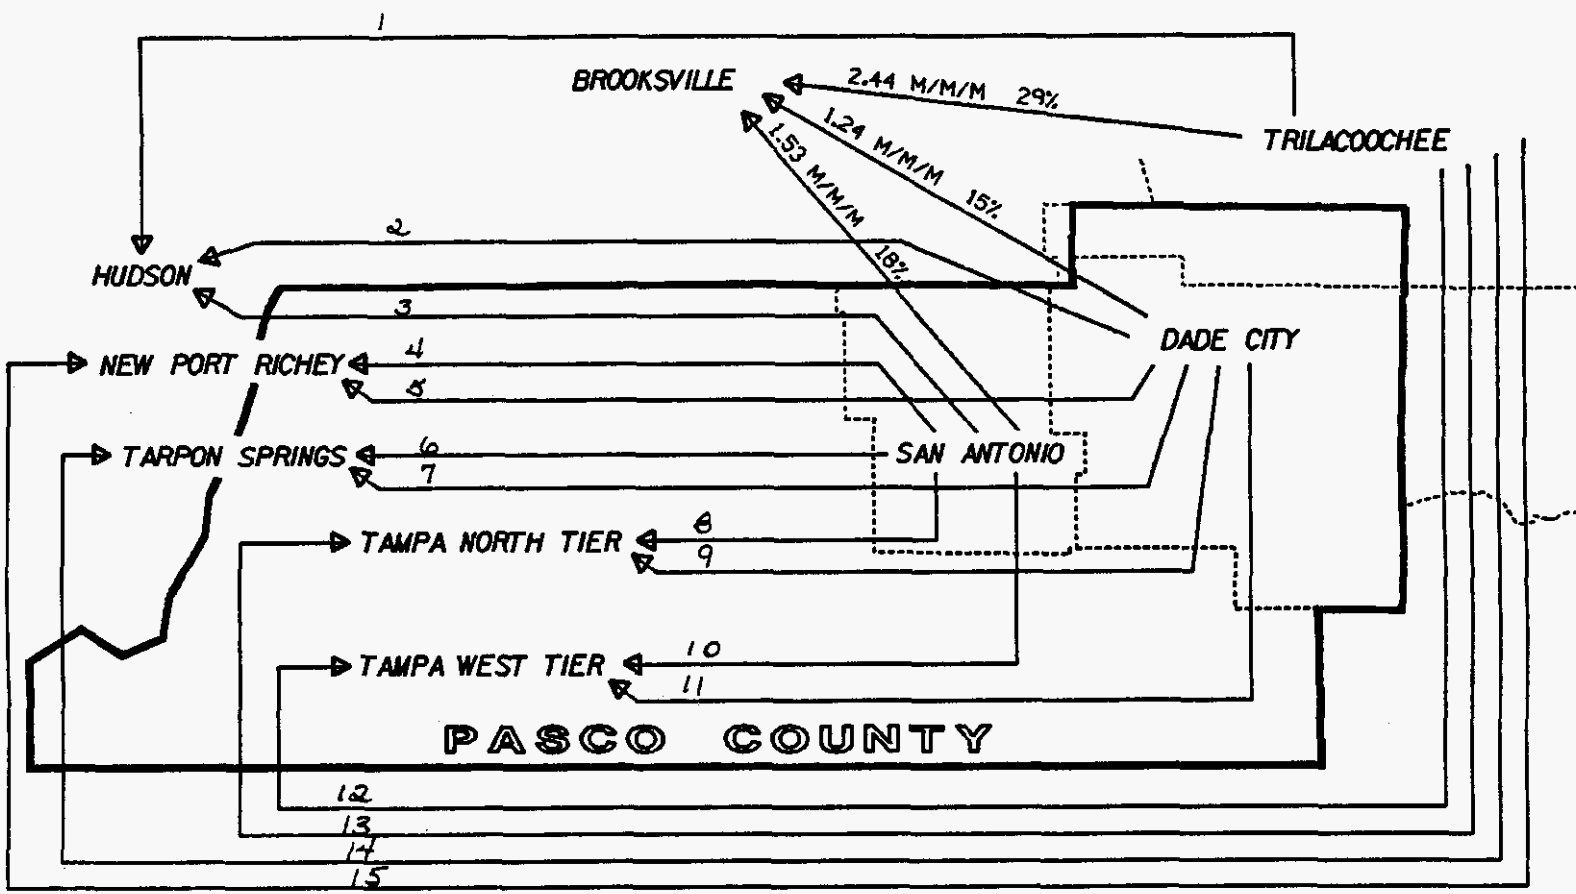 1
BROOKSVILLE
2.44 M/M/M 29%
1.24 M/M/M 15%
1.53 M/M/M 18%
TRILACOOCHEE
2
HUDSON
3
DADE CITY
4
NEW PORT RICHEY
5
6
TARPON SPRINGS
SAN ANTONIO
7
8
TAMPA NORTH TIER
9
10
TAMPA WEST TIER
11
PASCO COUNTY
12
13
14
15